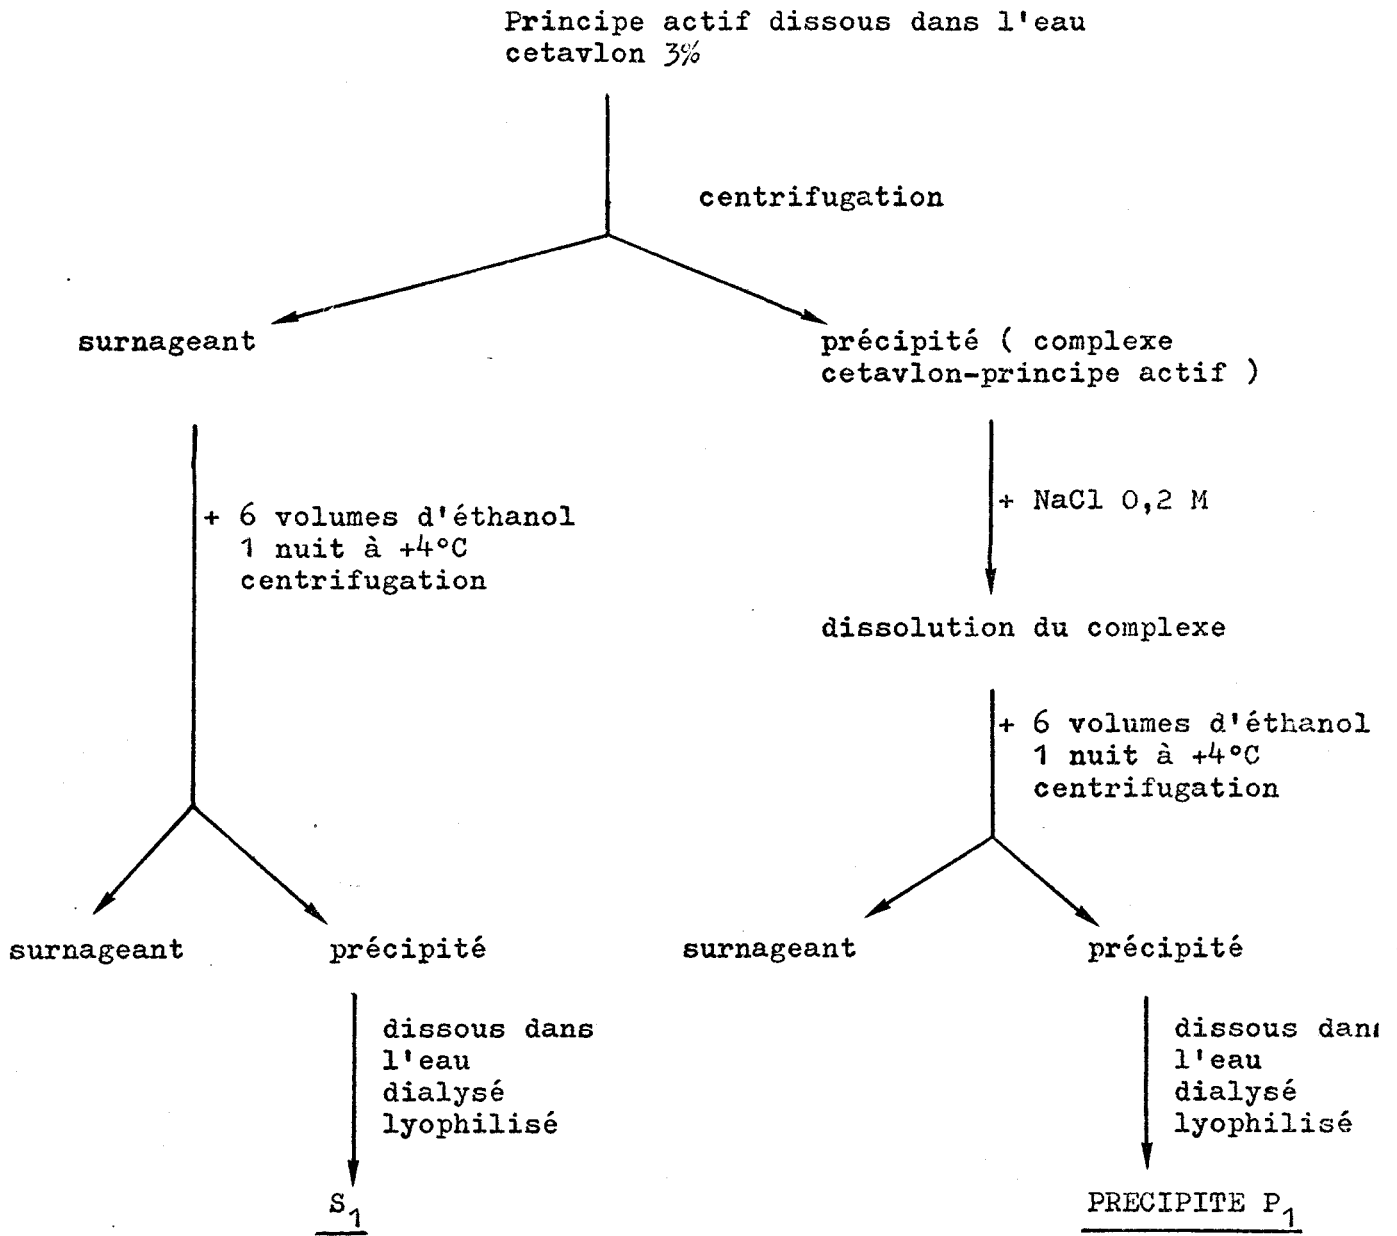 Principe actif dissous dans l'eau
cetavlon 3%
centrifugation
surnageant
précipité ( complexe
cetavlon-principe actif )
+ 6 volumes d'éthanol
1 nuit à +4°C
centrifugation
+ NaCl 0,2 M
dissolution du complexe
+ 6 volumes d'éthanol
1 nuit à +4°C
centrifugation
surnageant
précipité
surnageant
précipité
dissous dans
l'eau
dialysé
lyophilisé
dissous dans
l'eau
dialysé
lyophilisé
S1
PRECIPITE P1